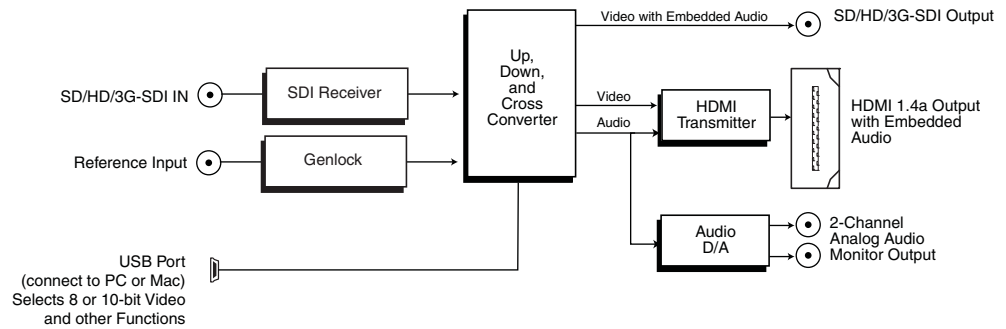 Video with Embedded Audio
SD/HD/3G-SDI Output
Up,
Down,
and
Cross
Converter
SD/HD/3G-SDI IN
SDI Receiver
Video
Audio
HDMI
Transmitter
HDMI 1.4a Output
with Embedded
Audio
Reference Input
Genlock
Audio
D/A
2-Channel
Analog Audio
Monitor Output
USB Port
(connect to PC or Mac)
Selects 8 or 10-bit Video
and other Functions